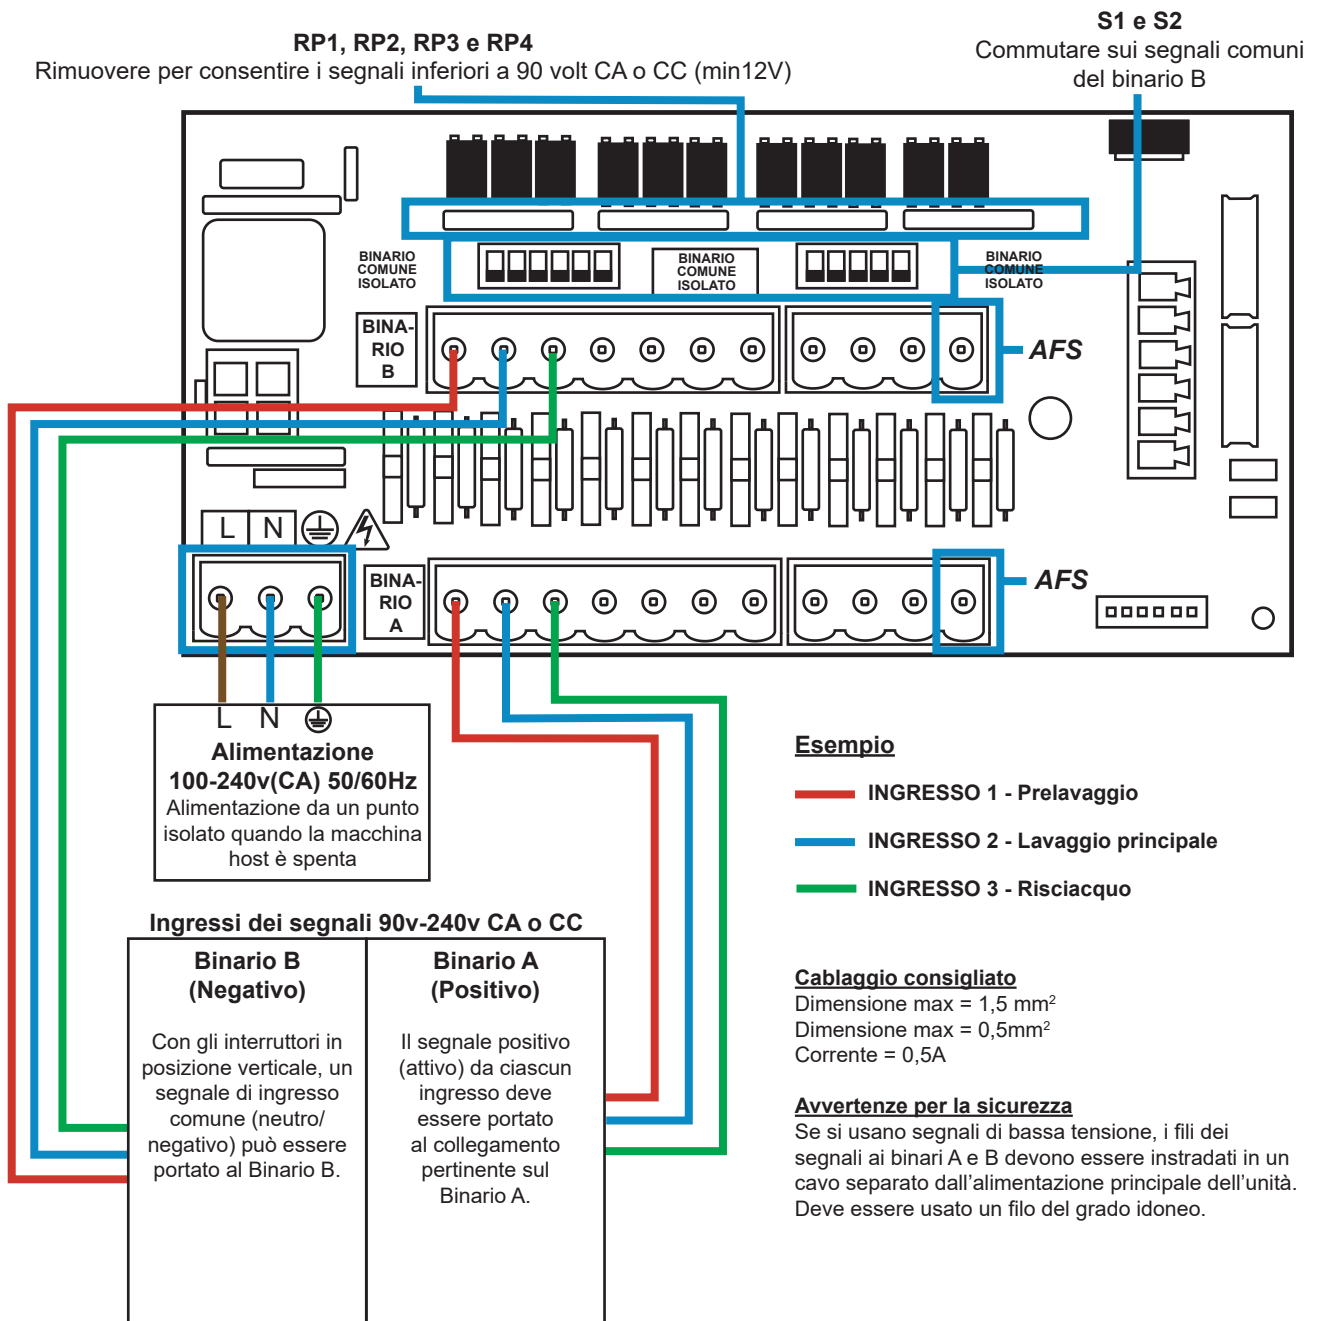 RP1, RP2, RP3 e RP4
Rimuovere per consentire i segnali inferiori a 90 volt CA o CC (min12V)
S1 e S2
Commutare sui segnali comuni
del binario B
BINARIO
COMUNE
ISOLATO
BINARIO
COMUNE
ISOLATO
BINARIO
COMUNE
ISOLATO
BINA-
RIO
B
AFS
L N
BINA-
RIO
A
AFS
L N
Alimentazione
100-240v(CA) 50/60Hz
Alimentazione da un punto
isolato quando la macchina
host è spenta
Esempio
INGRESSO 1 - Prelavaggio
INGRESSO 2 - Lavaggio principale
INGRESSO 3 - Risciacquo
Ingressi dei segnali 90v-240v CA o CC
Binario B
(Negativo)
Con gli interruttori in
posizione verticale, un
segnale di ingresso
comune (neutro/
negativo) può essere
portato al Binario B.
Binario A
(Positivo)
Il segnale positivo
(attivo) da ciascun
ingresso deve
essere portato
al collegamento
pertinente sul
Binario A.
Cablaggio consigliato
Dimensione max = 1,5 mm²
Dimensione max = 0,5mm²
Corrente = 0,5A
Avvertenze per la sicurezza
Se si usano segnali di bassa tensione, i fili dei
segnali ai binari A e B devono essere instradati in un
cavo separato dall'alimentazione principale dell'unità.
Deve essere usato un filo del grado idoneo.